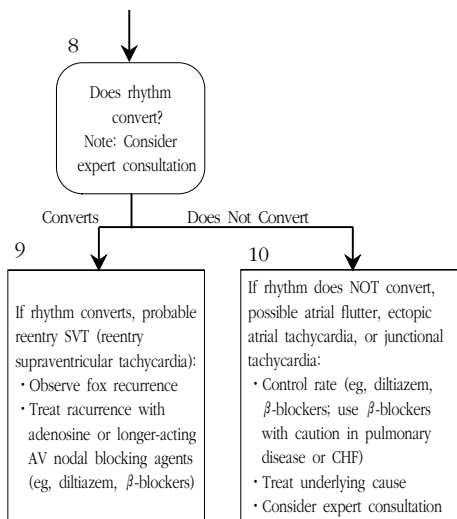 8
Does rhythm
convert?
Note: Consider
expert consultation
Converts
Does Not Convert
9
If rhythm converts, probable
reentry SVT (reentry
supraventricular tachycardia):
・Observe fox recurrence
・Treat racurrence with
adenosine or longer-acting
AV nodal blocking agents
(eg, diltiazem, β-blockers)
10
If rhythm does NOT convert,
possible atrial flutter, ectopic
atrial tachycardia, or junctional
tachycardia:
・Control rate (eg, diltiazem,
β-blockers; use β-blockers
with caution in pulmonary
disease or CHF)
・Treat underlying cause
・Consider expert consultation